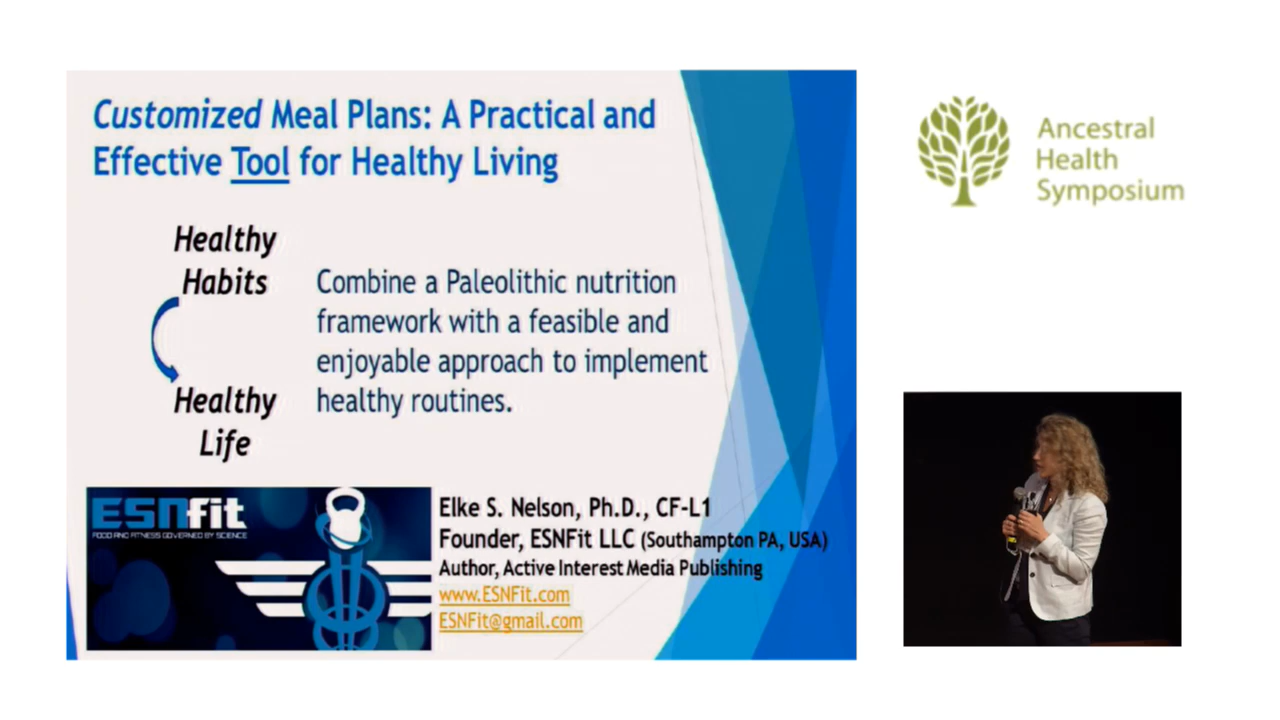 Customized Meal Plans: A Practical and
Effective Tool for Healthy Living
Healthy
Habits
Combine a Paleolithic nutrition
framework with a feasible and
enjoyable approach to implement
healthy routines.
Healthy
Life
ESNfit
FOOD AND FITNESS GOVERNED BY SCIENCE
Elke S. Nelson, Ph.D., CF-L1
Founder, ESNFit LLC (Southampton PA, USA)
Author, Active Interest Media Publishing
www.ESNFit.com
ESNFit@gmail.com
Ancestral
Health
Symposium